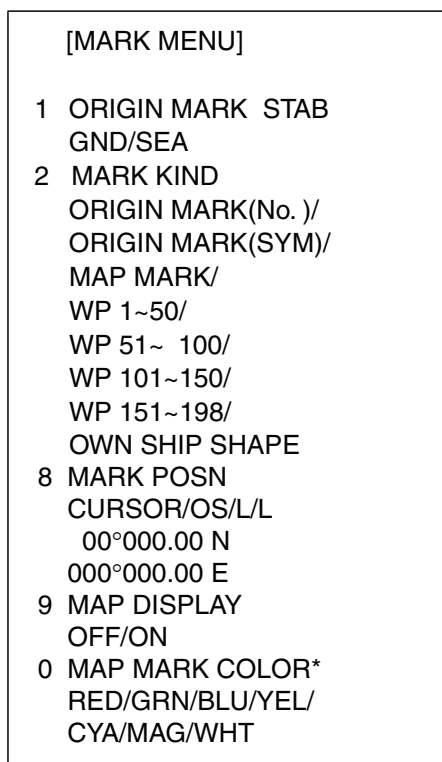 [MARK MENU]
1 ORIGIN MARK STAB
GND/SEA
2 MARK KIND
ORIGIN MARK(No. )/
ORIGIN MARK(SYM)/
MAP MARK/
WP 1~50/
WP 51~ 100/
WP 101~150/
WP 151~198/
OWN SHIP SHAPE
8 MARK POSN
CURSOR/OS/L/L
00°000.00 N
000°000.00 E
9 MAP DISPLAY
OFF/ON
0 MAP MARK COLOR*
RED/GRN/BLU/YEL/
CYA/MAG/WHT